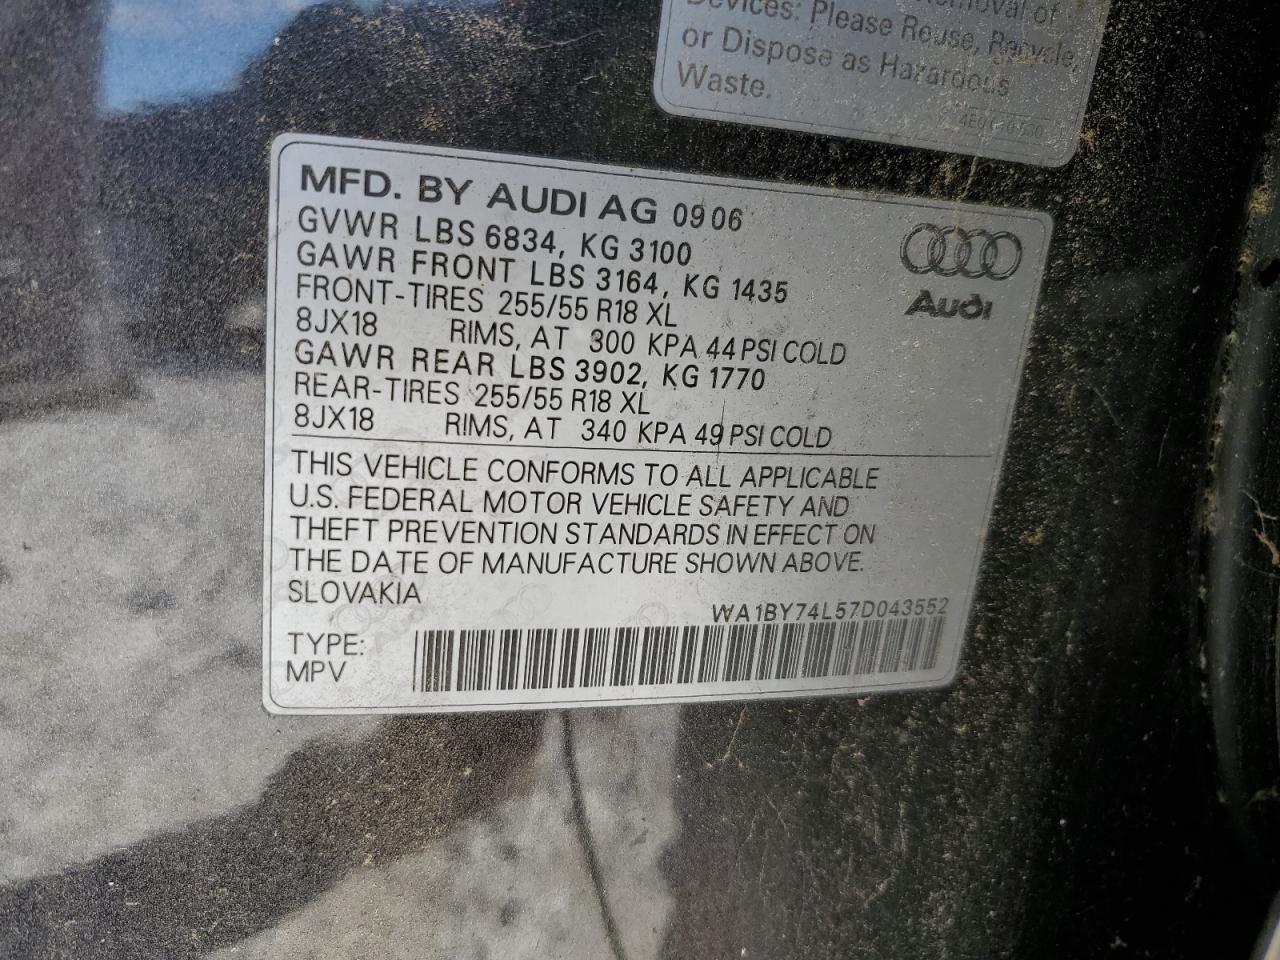 Removal of
Devices: Please Reuse, Recycle,
or Dispose as Hazardous
Waste.
MFD. BY AUDI AG 09 06
GVWR LBS 6834, KG 3100
GAWR FRONT LBS 3164, KG 1435
FRONT-TIRES 255/55 R18 XL
8JX18 RIMS, AT 300 KPA 44 PSI COLD
GAWR REAR LBS 3902, KG 1770
REAR-TIRES 255/55 R18 XL
8JX18 RIMS, AT 340 KPA 49 PSI COLD
Audi
THIS VEHICLE CONFORMS TO ALL APPLICABLE
U.S. FEDERAL MOTOR VEHICLE SAFETY AND
THEFT PREVENTION STANDARDS IN EFFECT ON
THE DATE OF MANUFACTURE SHOWN ABOVE.
SLOVAKIA
WA1BY74L57D043552
TYPE:
MPV